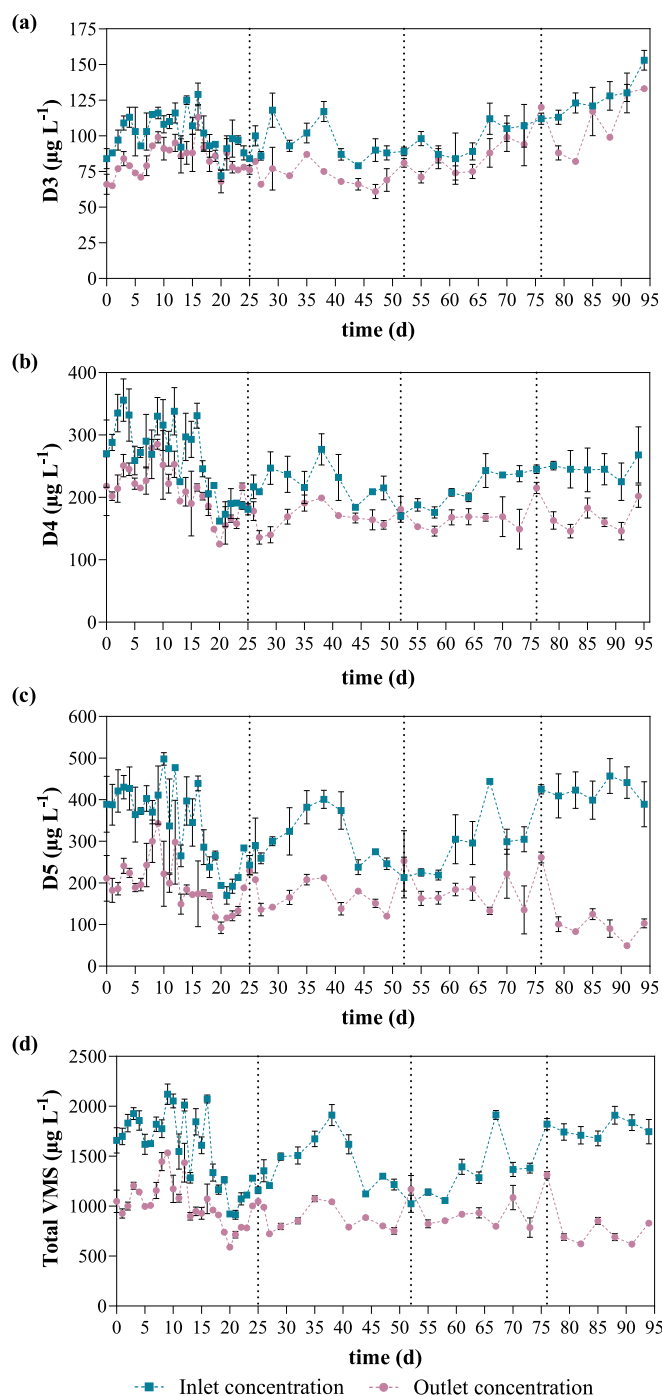 (a)
D3 (µg L⁻¹)
175
150
125
100
75
50
25
0
0 5 10 15 20 25 30 35 40 45 50 55 60 65 70 75 80 85 90 95
time (d)
(b)
D4 (µg L⁻¹)
400
300
200
100
0
0 5 10 15 20 25 30 35 40 45 50 55 60 65 70 75 80 85 90 95
time (d)
(c)
D5 (µg L⁻¹)
600
500
400
300
200
100
0
0 5 10 15 20 25 30 35 40 45 50 55 60 65 70 75 80 85 90 95
time (d)
(d)
Total VMS (µg L⁻¹)
2500
2000
1500
1000
500
0
0 5 10 15 20 25 30 35 40 45 50 55 60 65 70 75 80 85 90 95
time (d)
Inlet concentration Outlet concentration